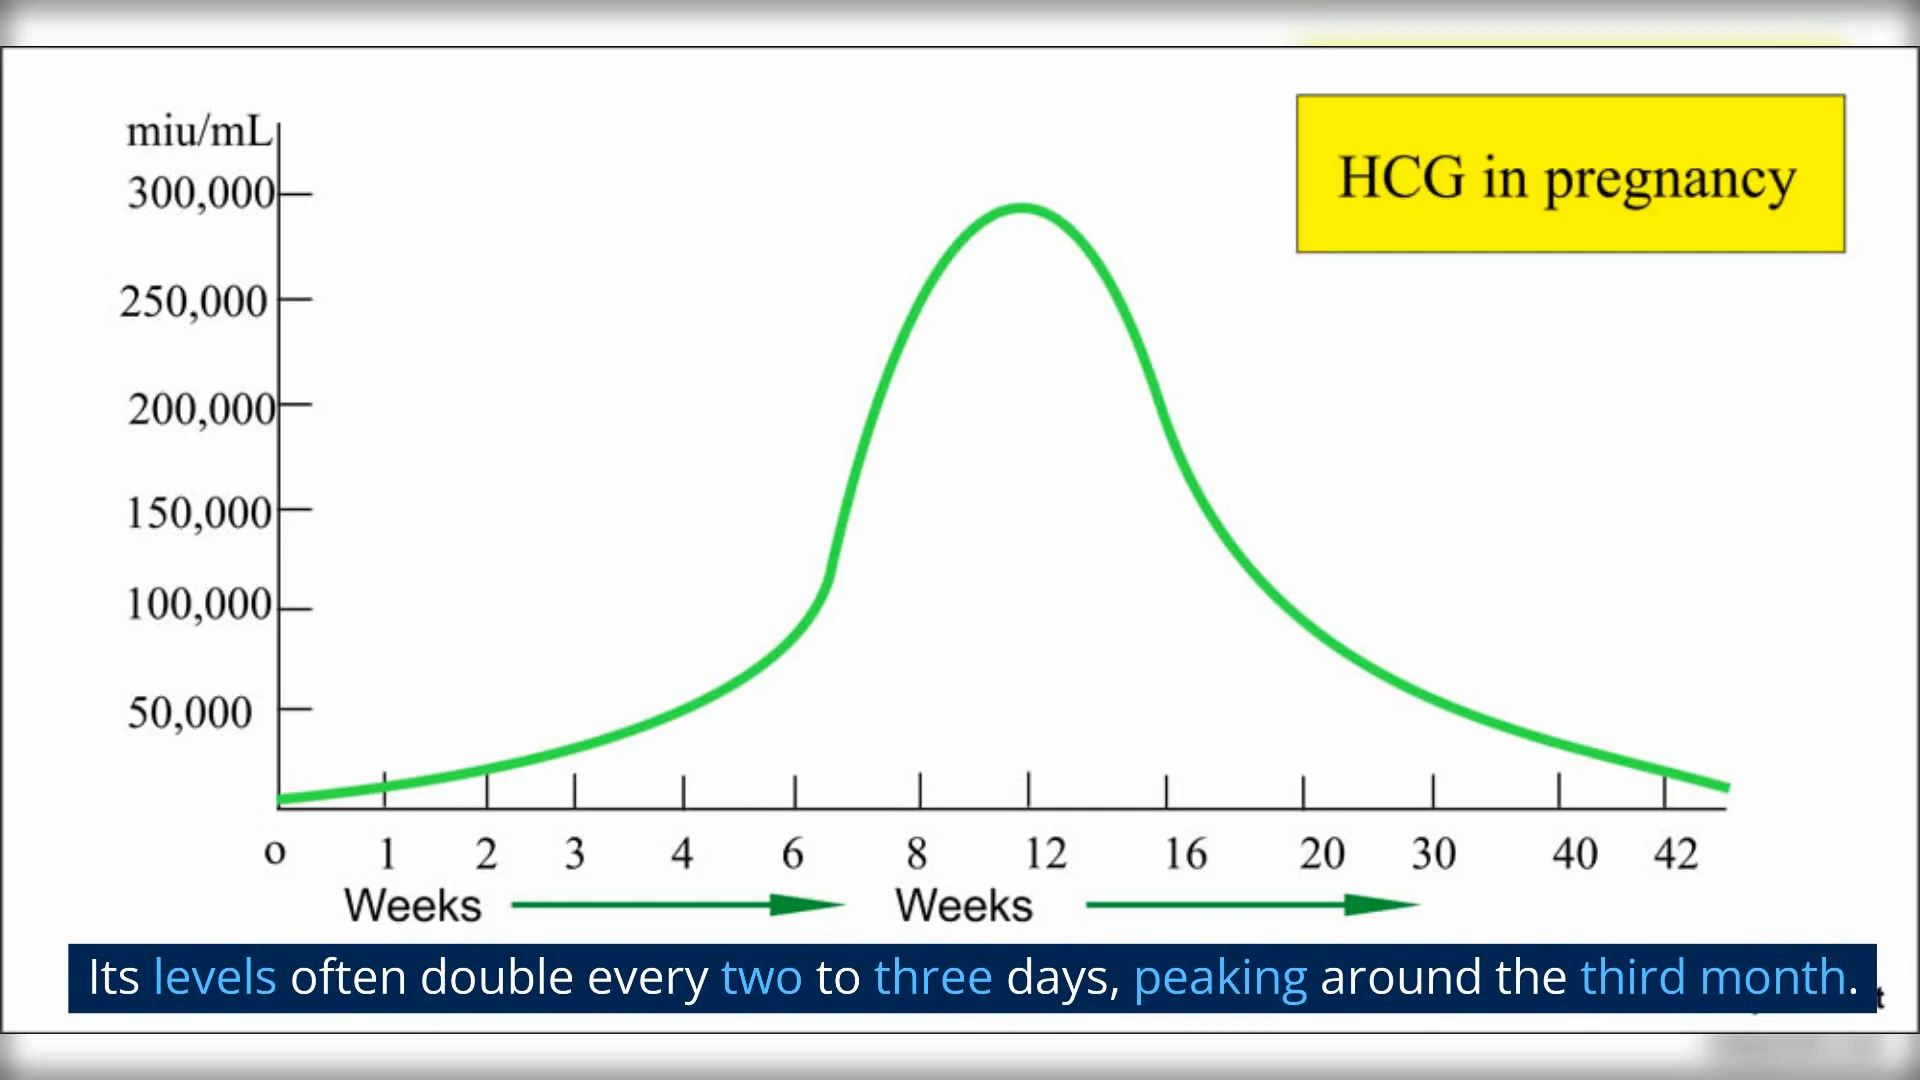 HCG in pregnancy
miu/mL
300,000
250,000
200,000
150,000
100,000
50,000
o 1 2 3 4 6 8 12 16 20 30 40 42
Weeks Weeks
Its levels often double every two to three days, peaking around the third month.